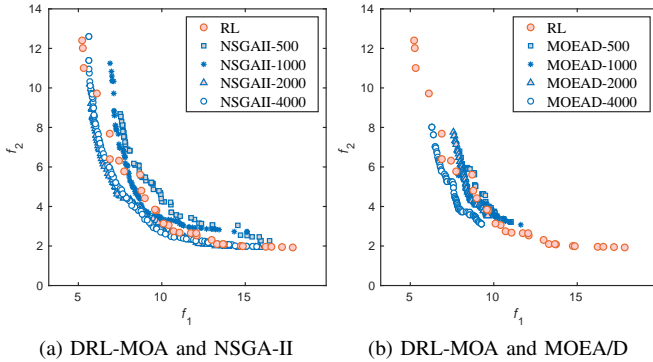 14
12
10
8
6
4
2
0
f2
5
10
15
f1
RL
NSGAII-500
NSGAII-1000
NSGAII-2000
NSGAII-4000
(a) DRL-MOA and NSGA-II
14
12
10
8
6
4
2
0
f2
5
10
15
f1
RL
MOEAD-500
MOEAD-1000
MOEAD-2000
MOEAD-4000
(b) DRL-MOA and MOEA/D